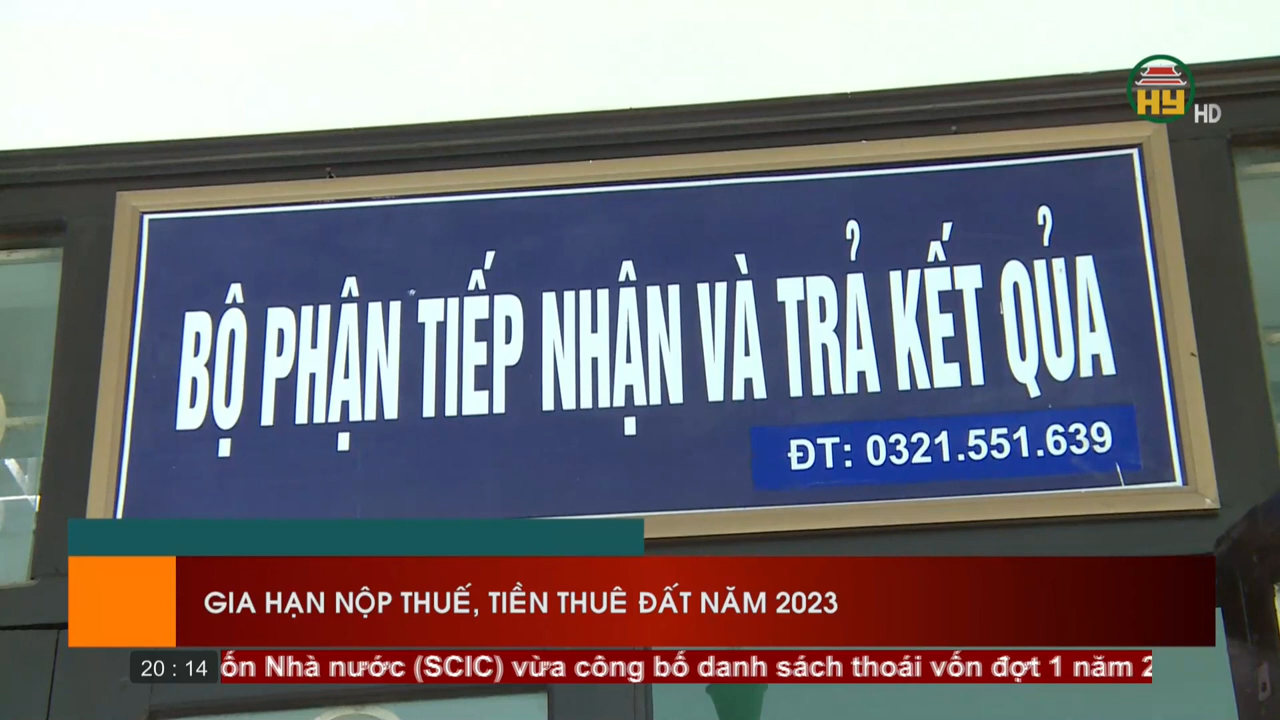 HY HD
BỘ PHẬN TIẾP NHẬN VÀ TRẢ KẾT QỦA
ĐT: 0321.551.639
GIA HẠN NỘP THUẾ, TIỀN THUÊ ĐẤT NĂM 2023
20 : 14 ốn Nhà nước (SCIC) vừa công bố danh sách thoái vốn đợt 1 năm 2